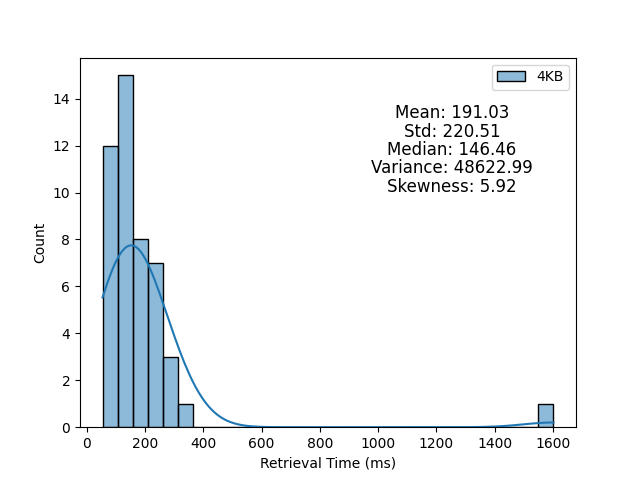 4KB
Mean: 191.03
Std: 220.51
Median: 146.46
Variance: 48622.99
Skewness: 5.92
Count
14
12
10
8
6
4
2
0
0 200 400 600 800 1000 1200 1400 1600
Retrieval Time (ms)